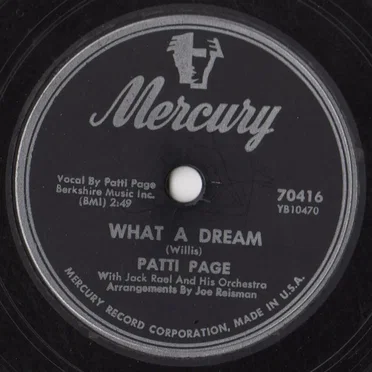 Mercury
Vocal By Patti Page
Berkshire Music Inc.
(BMI) 2:49
70416
YB10470
WHAT A DREAM
(Willis)
PATTI PAGE
With Jack Rael And His Orchestra
Arrangements By Joe Reisman
MERCURY RECORD CORPORATION, MADE IN U.S.A.